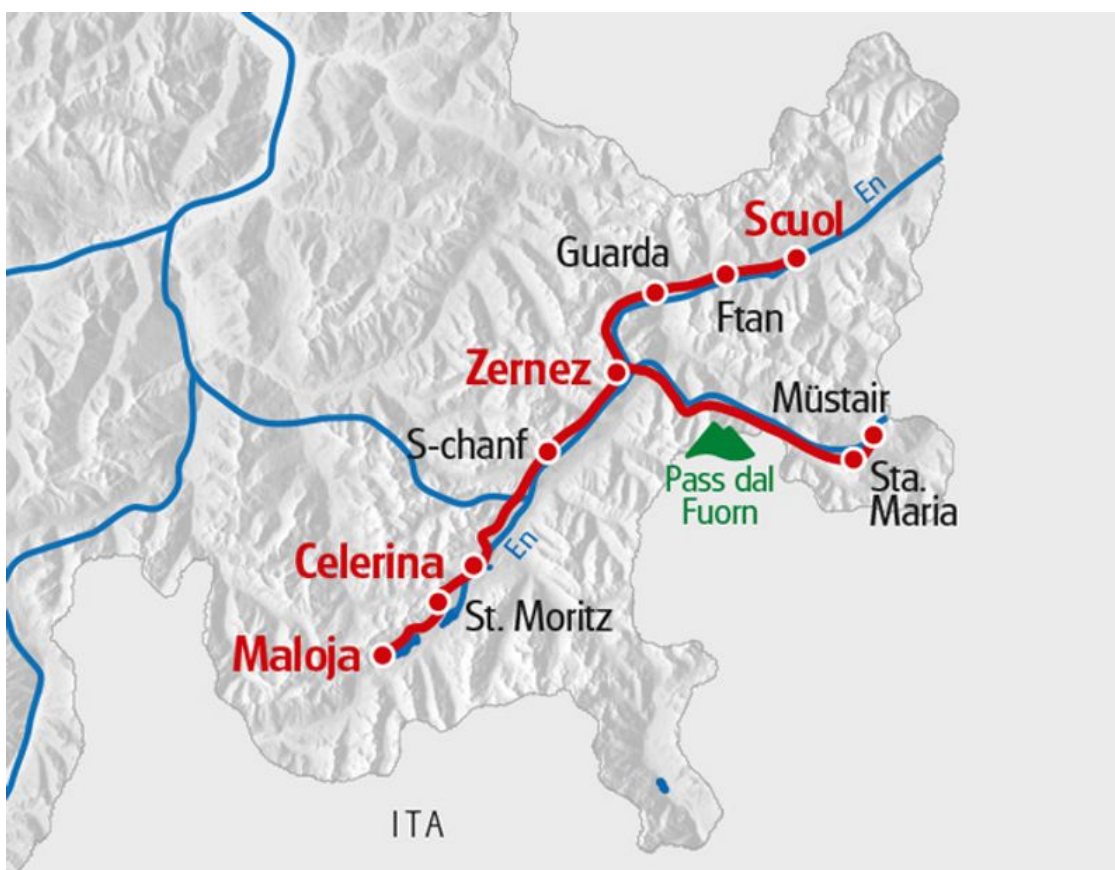 En
Scuol
Guarda
Ftan
Zernez
Müstair
S-chanf
Pass dal
Fuorn
Sta.
Maria
En
Celerina
St. Moritz
Maloja
ITA